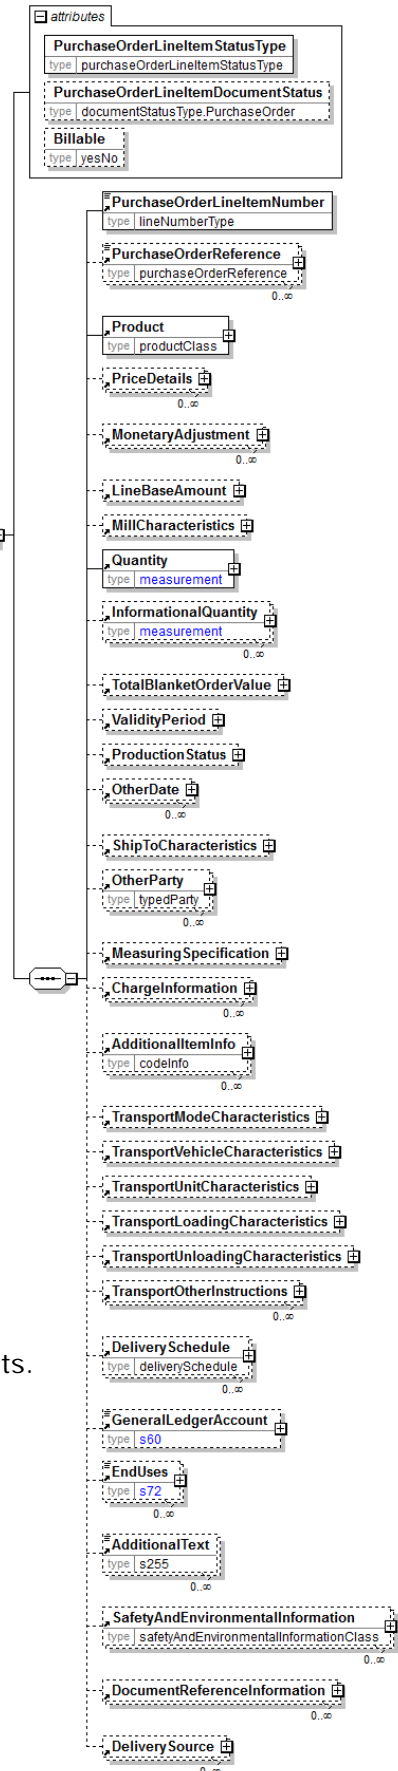 attributes
PurchaseOrderLineItemStatusType
type purchaseOrderLineItemStatusType
PurchaseOrderLineItemDocumentStatus
type documentStatusType.PurchaseOrder
Billable
type yesNo
PurchaseOrderLineItemNumber
type lineNumberType
PurchaseOrderReference
type purchaseOrderReference
0..∞
Product
type productClass
PriceDetails
0..∞
MonetaryAdjustment
0..∞
LineBaseAmount
MillCharacteristics
Quantity
type measurement
InformationalQuantity
type measurement
0..∞
TotalBlanketOrderValue
ValidityPeriod
ProductionStatus
OtherDate
0..∞
ShipToCharacteristics
OtherParty
type typedParty
0..∞
MeasuringSpecification
ChargeInformation
0..∞
AdditionalItemInfo
type codeInfo
0..∞
TransportModeCharacteristics
TransportVehicleCharacteristics
TransportUnitCharacteristics
TransportLoadingCharacteristics
TransportUnloadingCharacteristics
TransportOtherInstructions
0..∞
DeliverySchedule
ts.
type deliverySchedule
0..∞
GeneralLedgerAccount
type s60
EndUses
type s72
0..∞
AdditionalText
type s255
0..∞
SafetyAndEnvironmentalInformation
type safetyAndEnvironmentalInformationClass
0..∞
DocumentReferenceInformation
0..∞
DeliverySource
0..∞